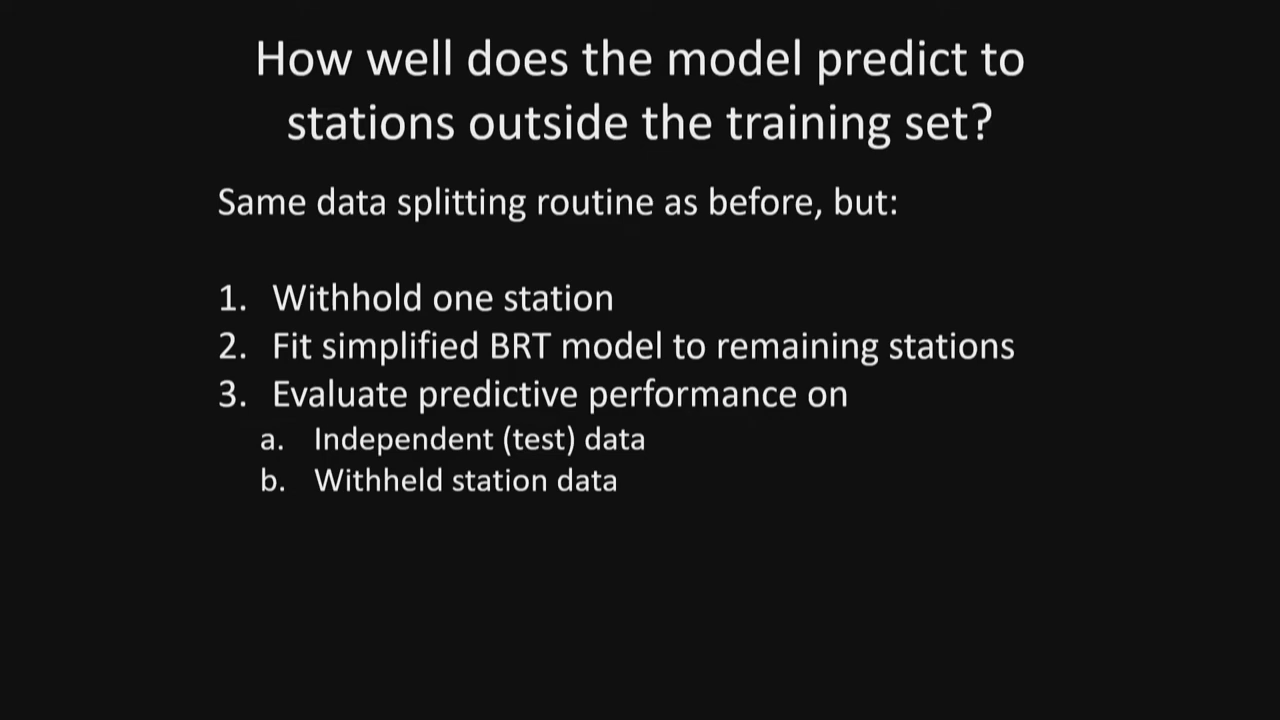 How well does the model predict to
stations outside the training set?
Same data splitting routine as before, but:
1. Withhold one station
2. Fit simplified BRT model to remaining stations
3. Evaluate predictive performance on
a. Independent (test) data
b. Withheld station data